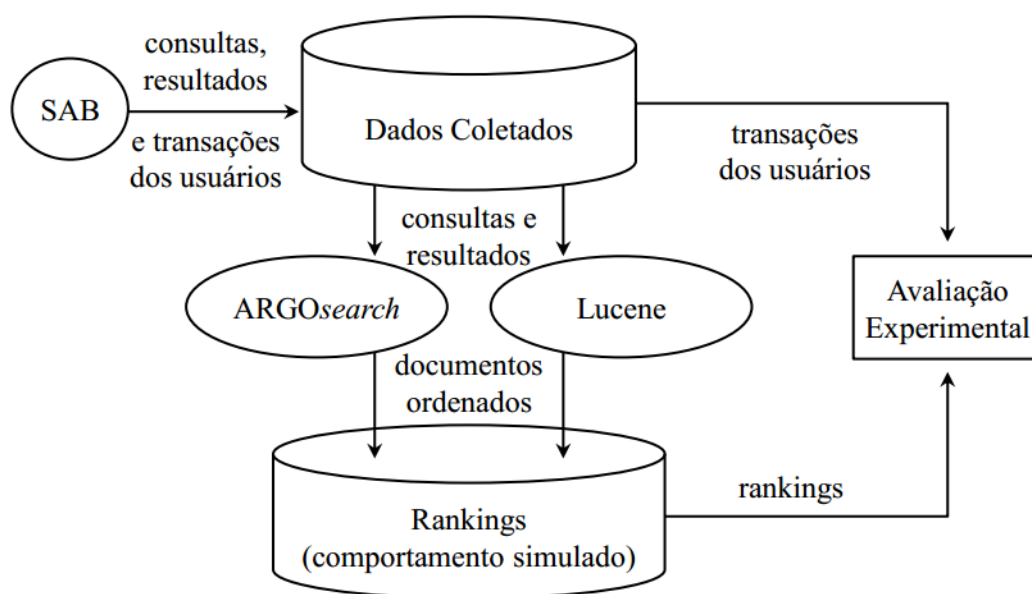 consultas,
resultados
SAB
e transações
dos usuários
Dados Coletados
transações
dos usuários
consultas e
resultados
ARGOsearch
Lucene
Avaliação
Experimental
documentos
ordenados
Rankings
(comportamento simulado)
rankings